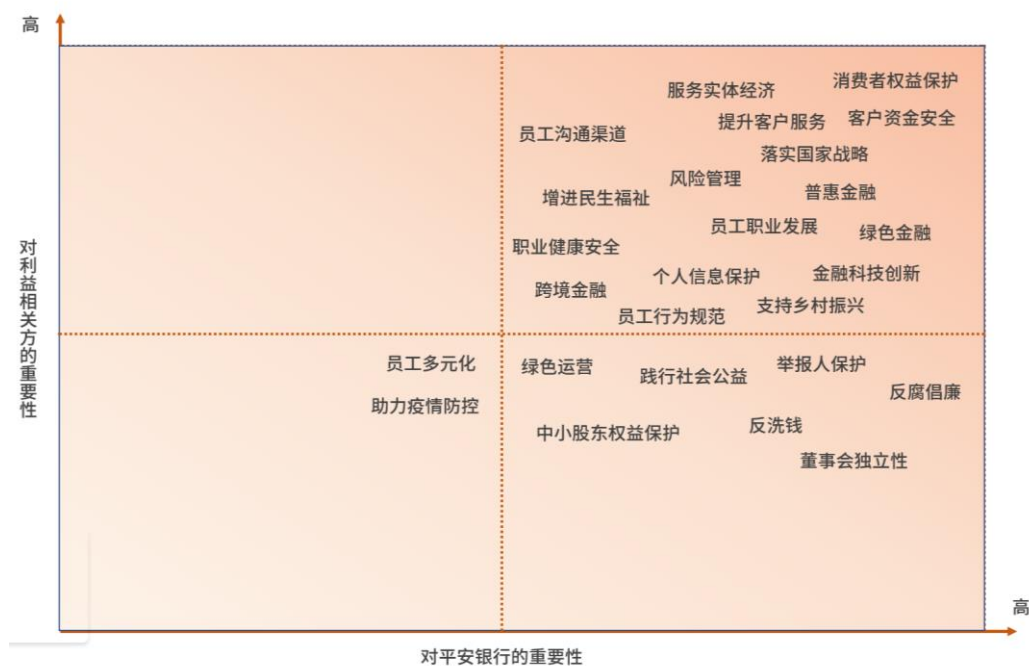 高
消费者权益保护
服务实体经济
客户资金安全
提升客户服务
员工沟通渠道
落实国家战略
风险管理
普惠金融
增进民生福祉
员工职业发展
绿色金融
职业健康安全
个人信息保护
金融科技创新
跨境金融
支持乡村振兴
员工行为规范
对利益相关方的重要性
员工多元化
绿色运营
践行社会公益
举报人保护
反腐倡廉
助力疫情防控
中小股东权益保护
反洗钱
董事会独立性
高
对平安银行的重要性